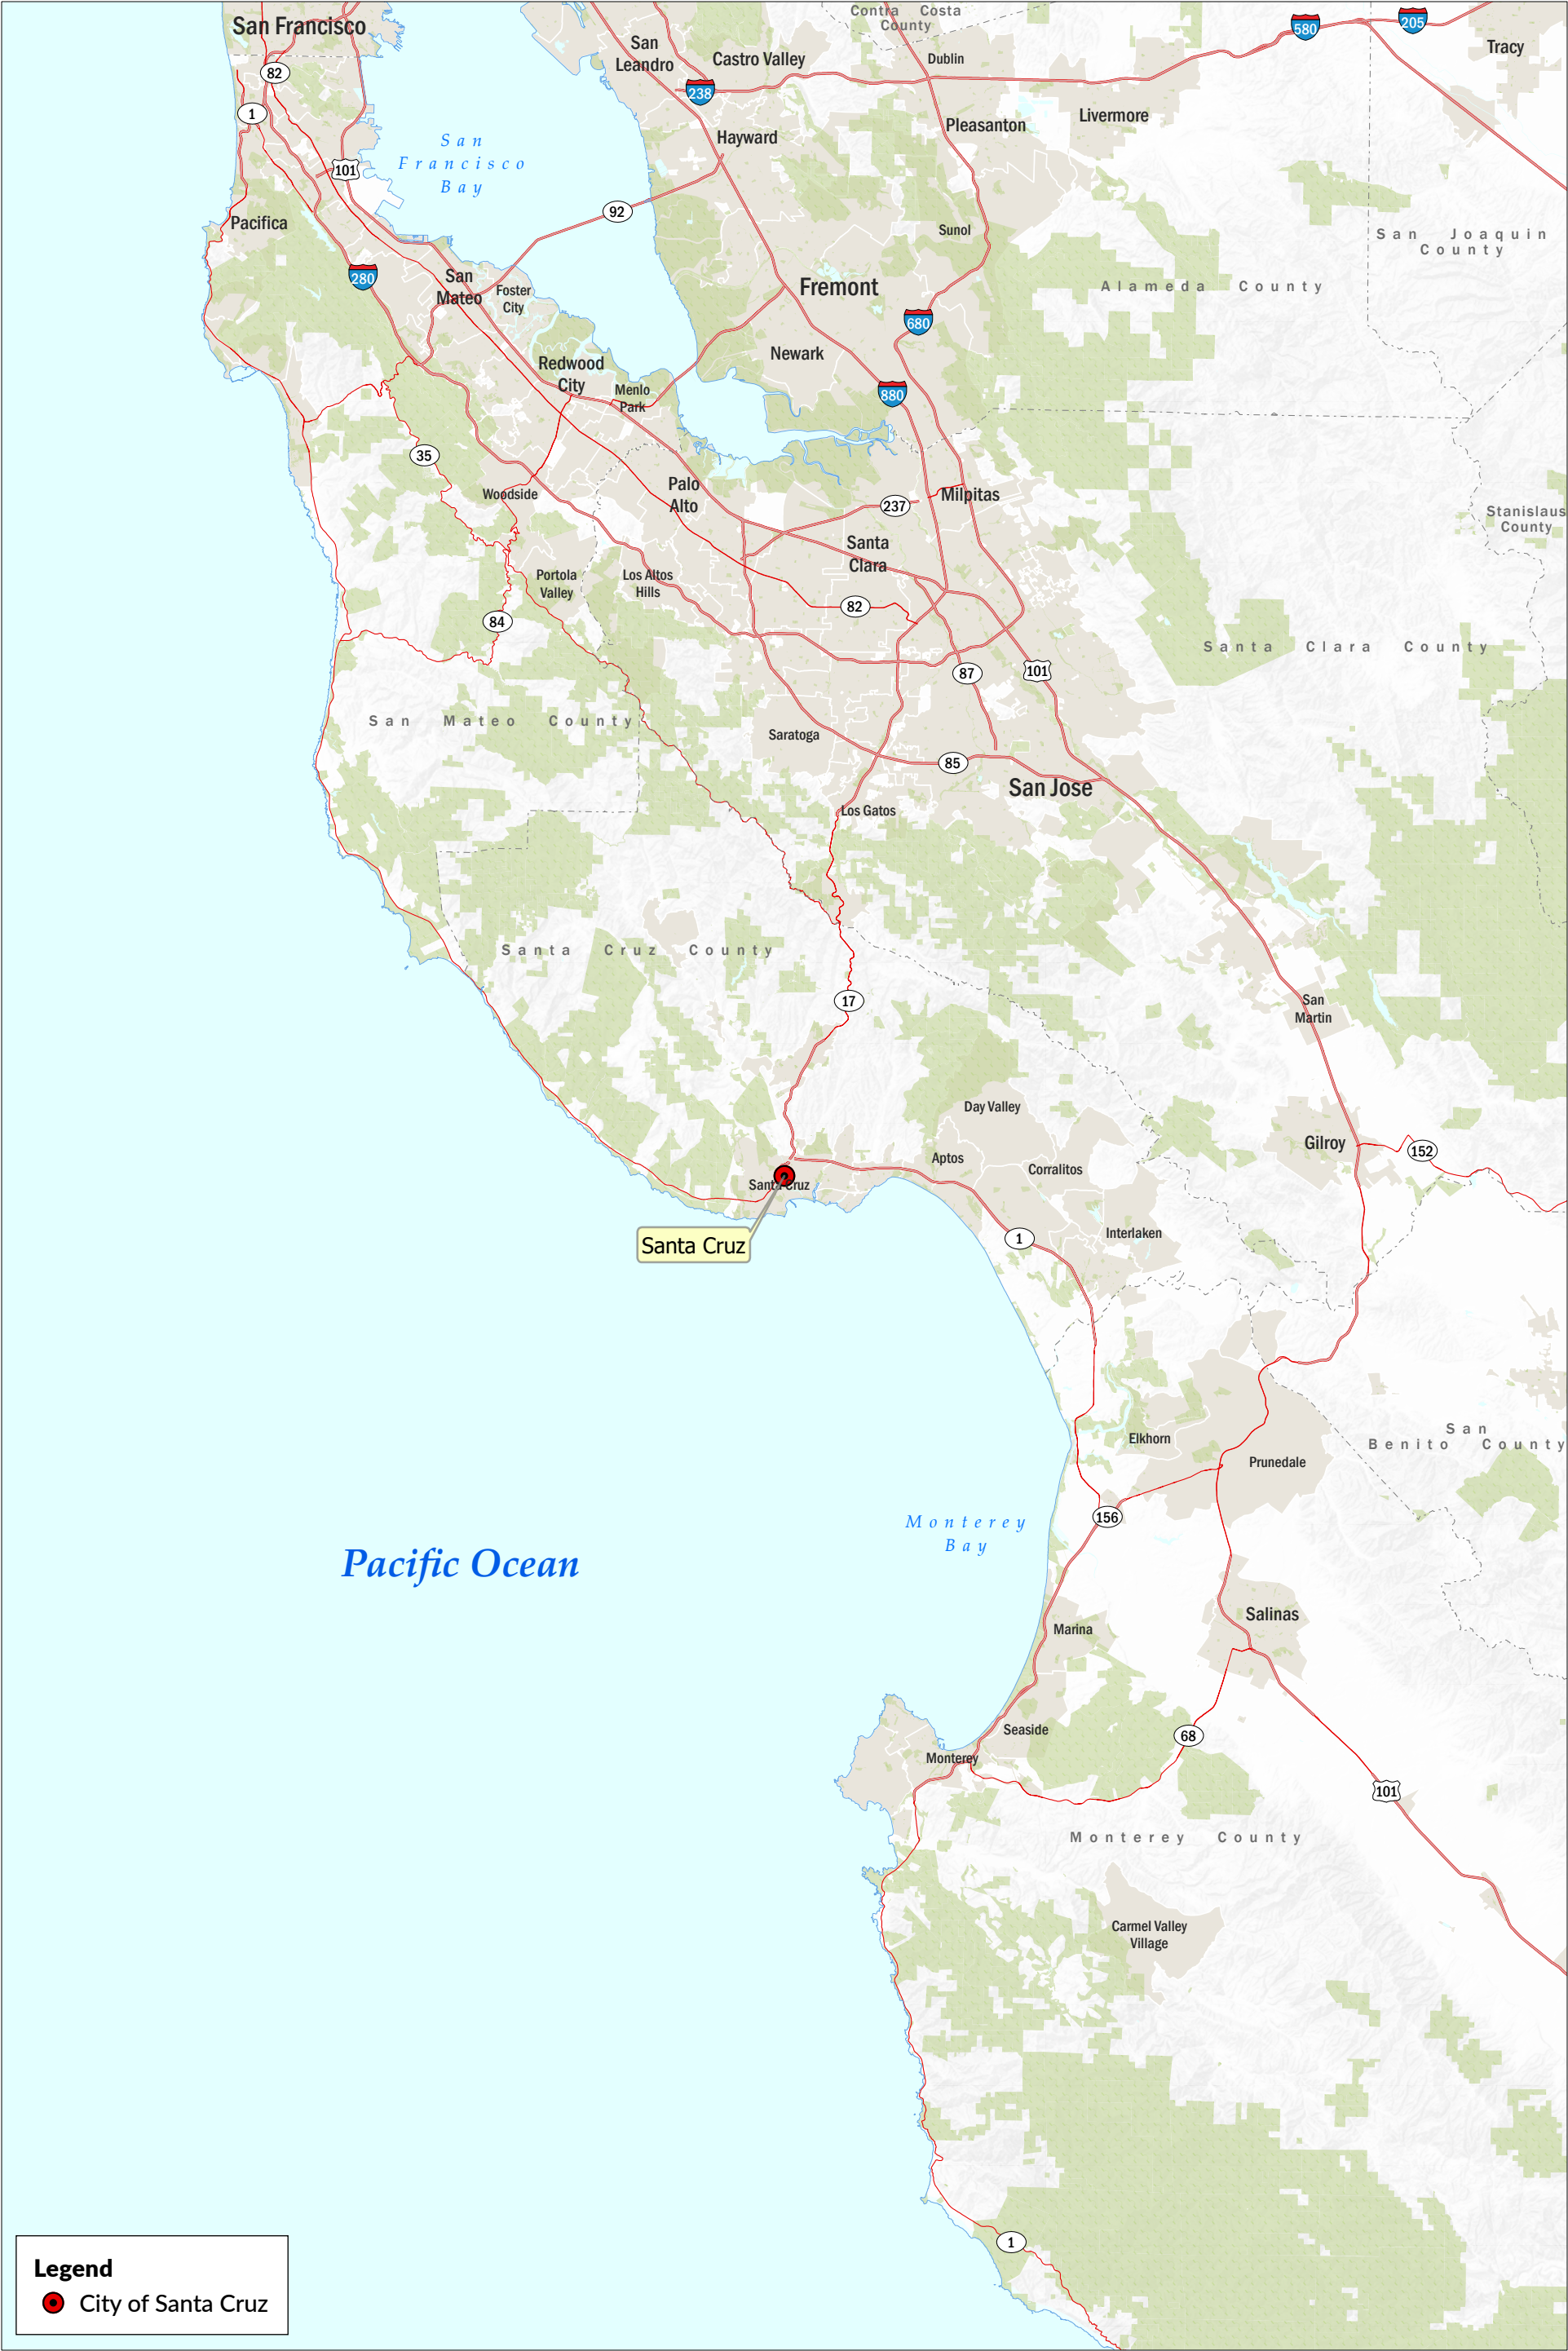 Contra Costa
County
San Francisco
580
205
Tracy
San
Leandro
Castro Valley
Dublin
82
238
1
Livermore
Pleasanton
Hayward
San
Francisco
Bay
101
92
Pacifica
Sunol
San Joaquin
County
280
San
Mateo
Foster
City
Fremont
Alameda County
680
Newark
Redwood
City
Menlo
Park
880
35
Woodside
Palo
Alto
237
Milpitas
Stanislaus
County
Santa
Clara
Portola
Valley
Los Altos
Hills
82
84
Santa Clara County
87
101
San Mateo County
Saratoga
85
San Jose
Los Gatos
Santa Cruz County
17
San
Martin
Day Valley
Gilroy
152
Aptos
Corralitos
Santa Cruz
Santa Cruz
1
Interlaken
San
Benito County
Elkhorn
Prunedale
156
Monterey
Bay
Pacific Ocean
Salinas
Marina
Seaside
68
Monterey
101
Monterey County
Carmel Valley
Village
1
Legend
City of Santa Cruz